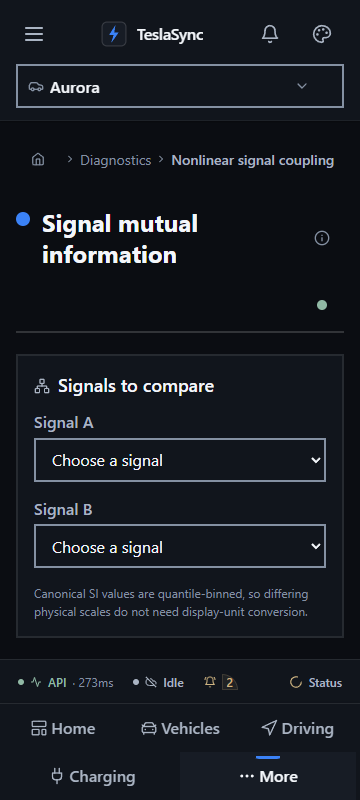 TeslaSync
Aurora
Diagnostics
Nonlinear signal coupling
Signal mutual
information
Signals to compare
Signal A
Choose a signal
Signal B
Choose a signal
Canonical SI values are quantile-binned, so differing
physical scales do not need display-unit conversion.
API · 273ms
Idle
2
Status
Home
Vehicles
Driving
Charging
More